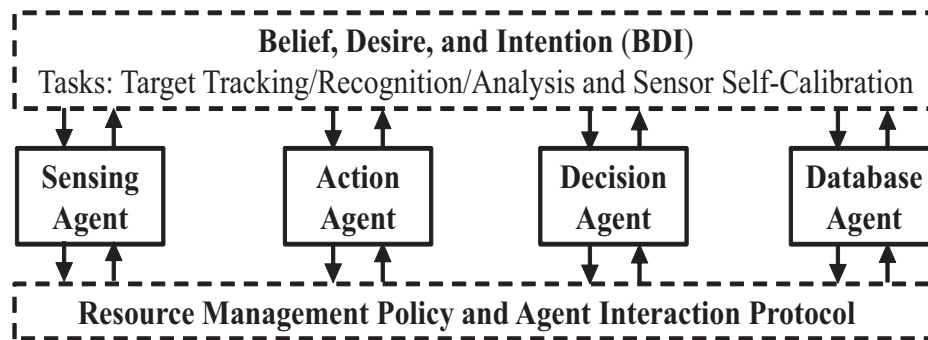 Belief, Desire, and Intention (BDI)
Tasks: Target Tracking/Recognition/Analysis and Sensor Self-Calibration
Sensing
Agent
Action
Agent
Decision
Agent
Database
Agent
Resource Management Policy and Agent Interaction Protocol